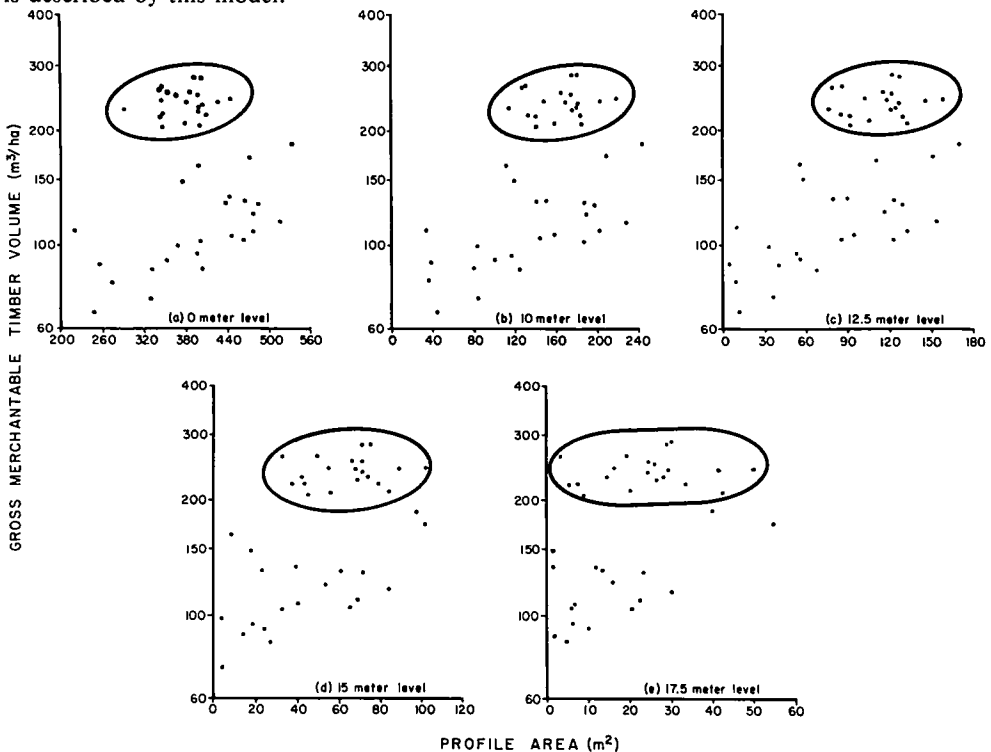 is described by this model.
GROSS MERCHANTABLE TIMBER VOLUME (m³/ha)
400
300
200
150
100
60
200 260 320 380 440 500 560
(a) 0 meter level
400
300
200
150
100
60
0 40 80 120 160 200 240
(b) 10 meter level
400
300
200
150
100
60
0 30 60 90 120 150 180
(c) 12.5 meter level
400
300
200
150
100
60
0 20 40 60 80 100 120
(d) 15 meter level
400
300
200
150
100
60
0 10 20 30 40 50 60
(e) 17.5 meter level
PROFILE AREA (m²)